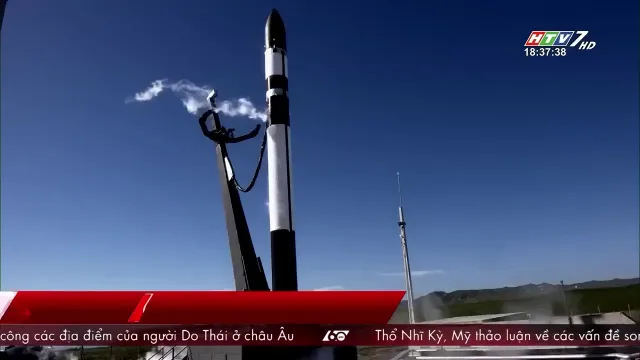 HTV7 HD
18:37:38
công các địa điểm của người Do Thái ở châu Âu 60 Thổ Nhĩ Kỳ, Mỹ thảo luận về các vấn đề so